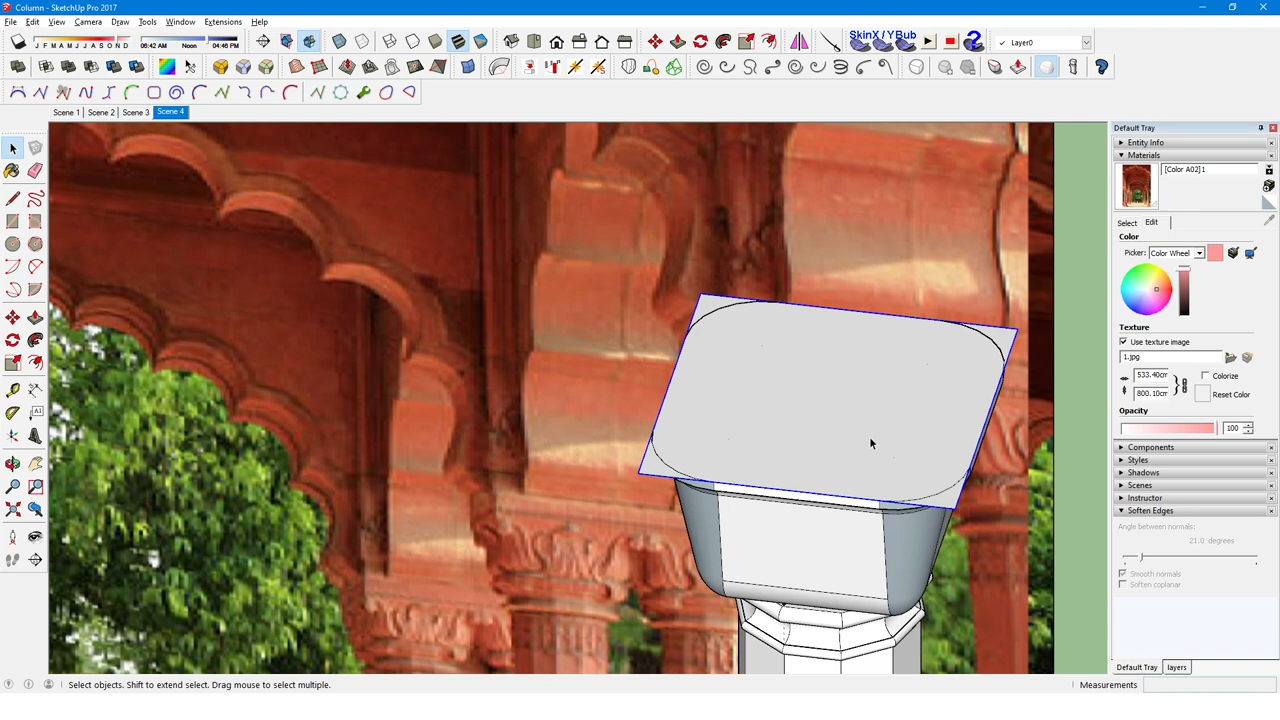 Column - SketchUp Pro 2017
File Edit View Camera Draw Tools Window Extensions Help
J F M A M J J A S O N D 06:42 AM Noon 04:46 PM SkinX / YBub Layer0
Scene 1 Scene 2 Scene 3 Scene 4
Default Tray
Entity Info
Materials
[Color A02]1
Select Edit
Color
Picker: Color Wheel
Texture
Use texture image
1.jpg
533.40cm Colorize
800.10cm Reset Color
Opacity
100
Components
Styles
Shadows
Scenes
Instructor
Soften Edges
Angle between normals:
21.0 degrees
Smooth normals
Soften coplanar
Default Tray layers
Select objects. Shift to extend select. Drag mouse to select multiple. Measurements